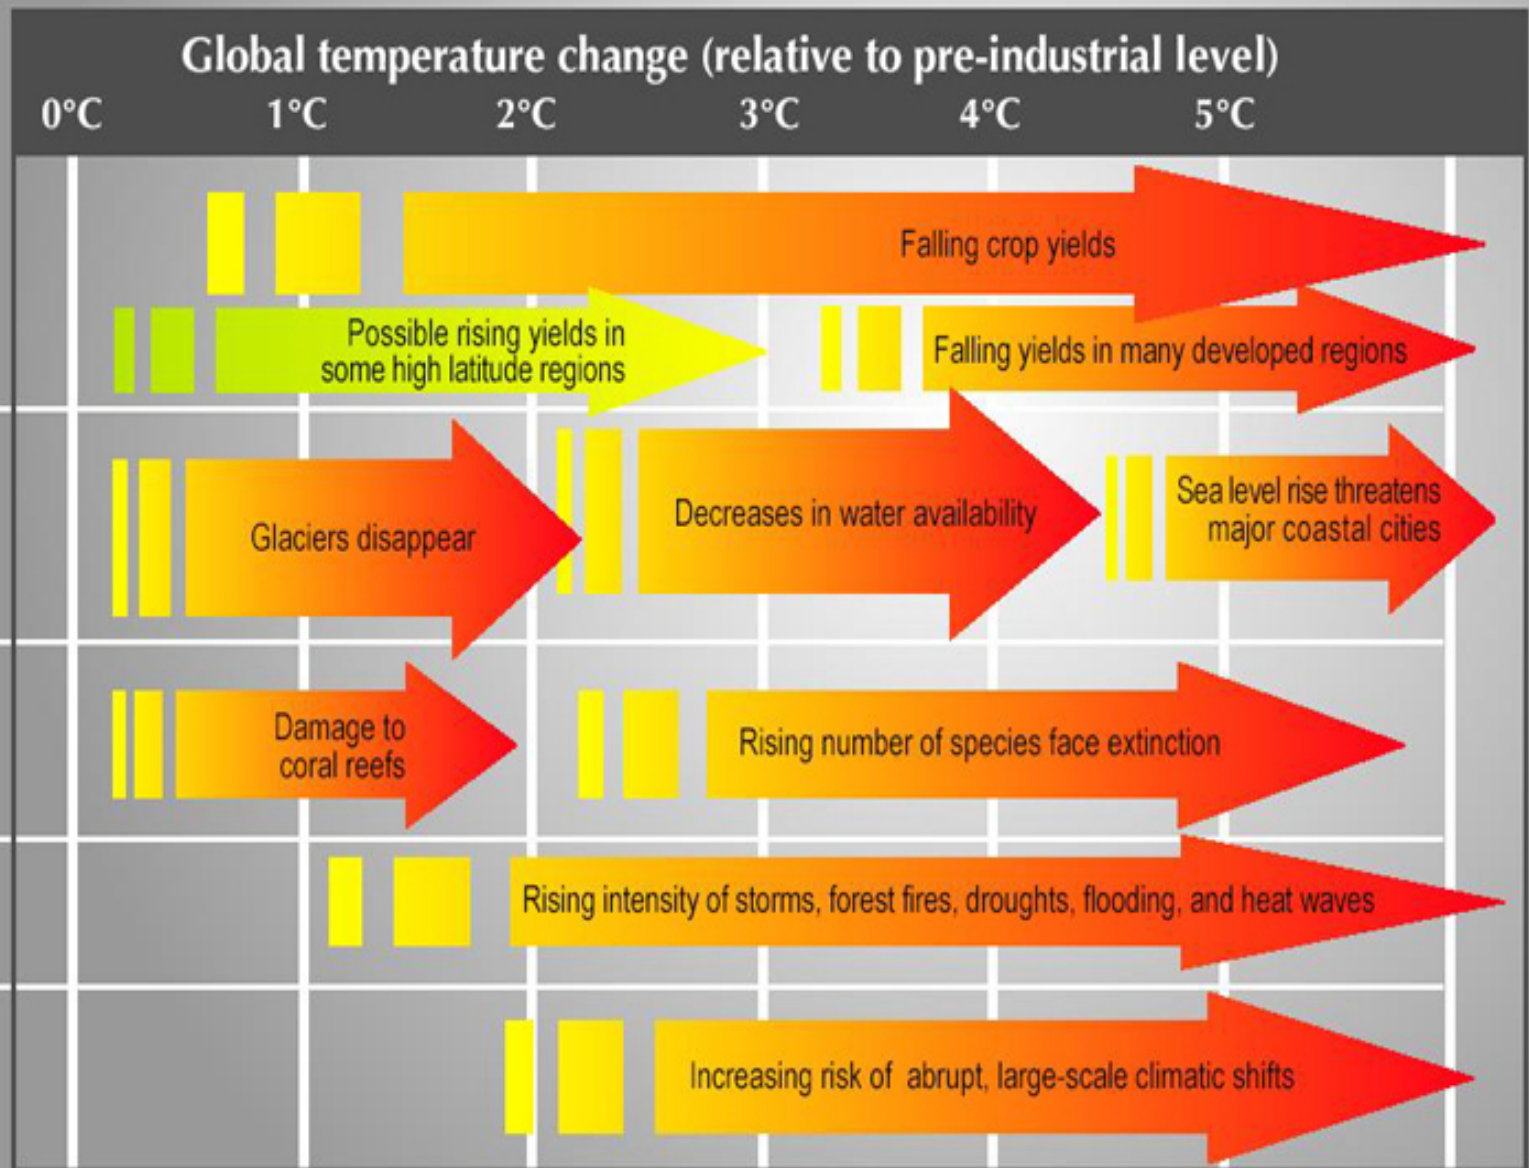 Global temperature change (relative to pre-industrial level)
0°C 1°C 2°C 3°C 4°C 5°C
Falling crop yields
Possible rising yields in
some high latitude regions
Falling yields in many developed regions
Glaciers disappear
Decreases in water availability
Sea level rise threatens
major coastal cities
Damage to
coral reefs
Rising number of species face extinction
Rising intensity of storms, forest fires, droughts, flooding, and heat waves
Increasing risk of abrupt, large-scale climatic shifts